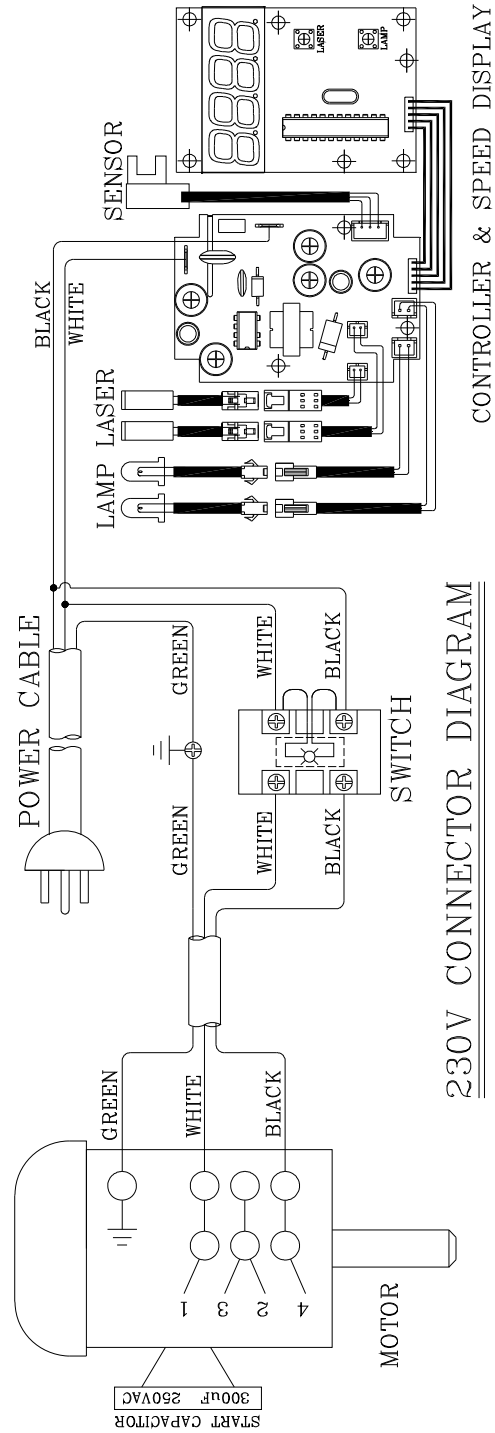 230V CONNECTOR DIAGRAM
CONTROLLER & SPEED DISPLAY
LASER
LAMP
SENSOR
BLACK
WHITE
LASER
LAMP
POWER CABLE
GREEN
WHITE
BLACK
SWITCH
GREEN
WHITE
BLACK
GREEN
WHITE
BLACK
1
3
2
4
MOTOR
300uF 250VAC
START CAPACITOR